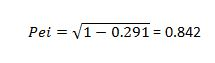 Pei = √1 − 0.291 = 0.842